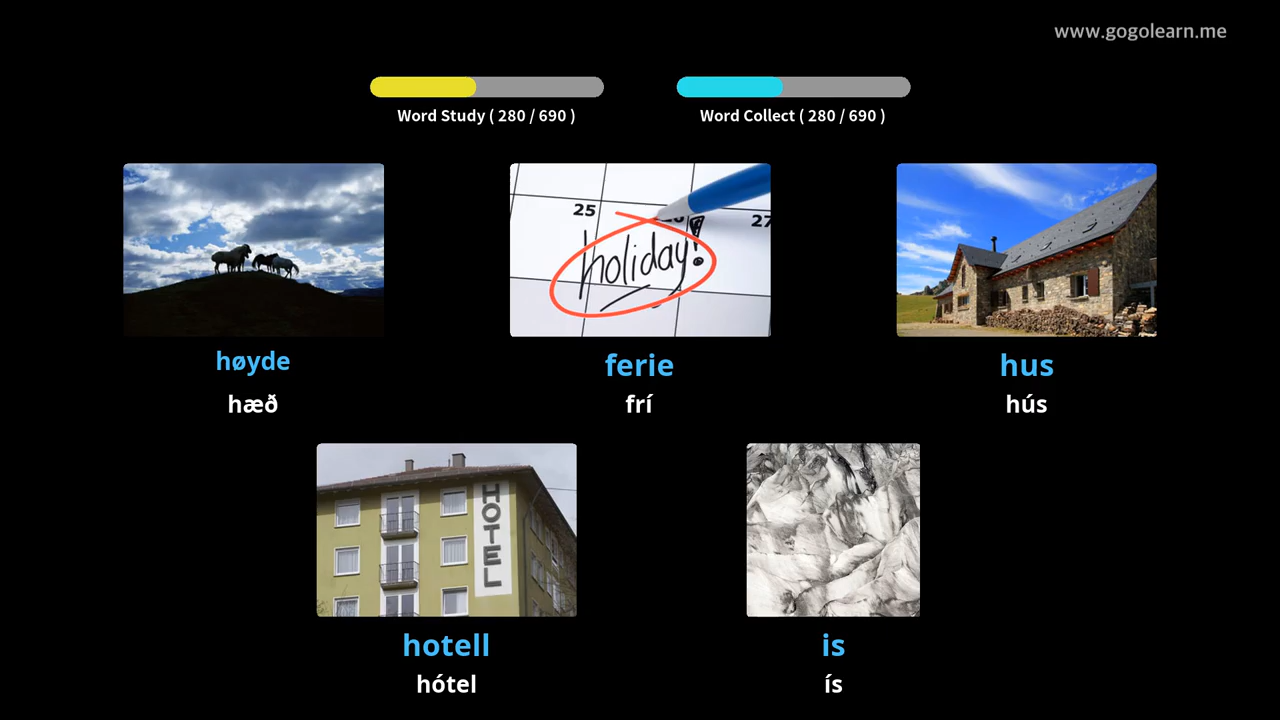 www.gogolearn.me
Word Study ( 280 / 690 )
Word Collect ( 280 / 690 )
25
27
holiday!
høyde
ferie
hus
hæð
frí
hús
HOTEL
hotell
is
hótel
ís